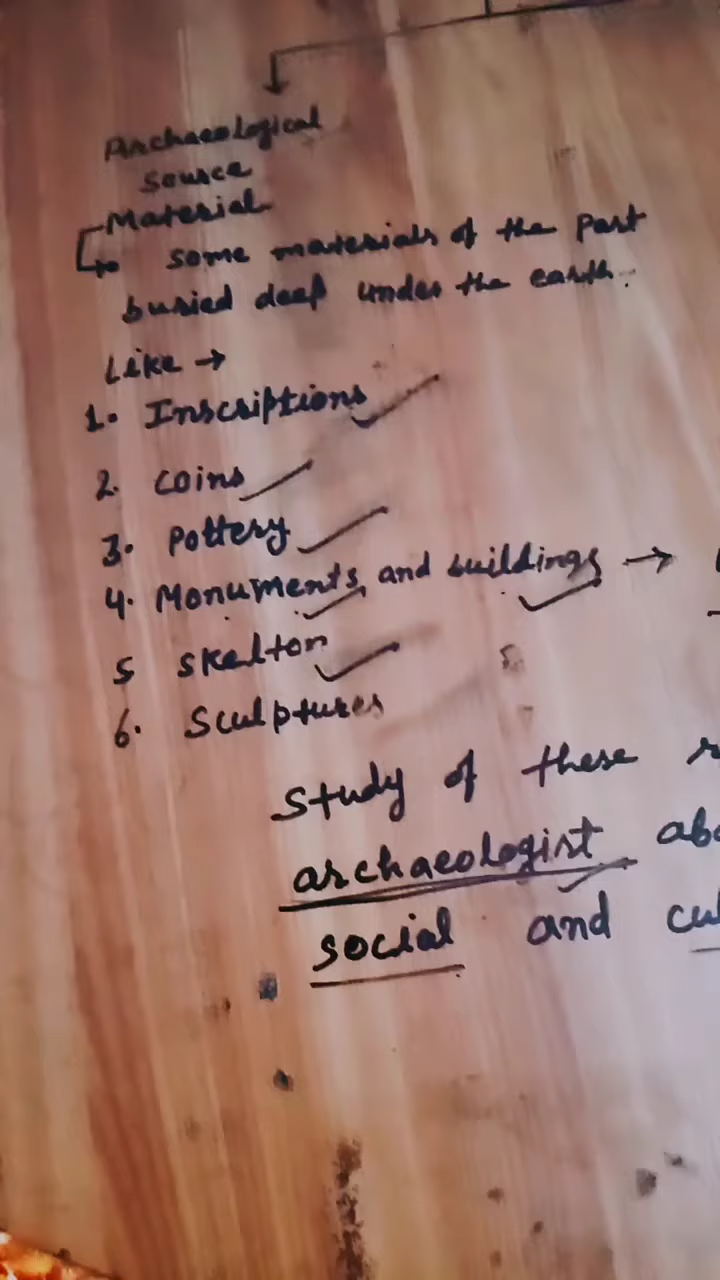 Archaeological
Source
Material
some materials of the Past
buried deep under the earth.
Like →
1. Inscriptions
2. coins
3. Pottery
4. Monuments and buildings →
5 Skelton
6. Sculptures
Study of these
archaeologist
social and